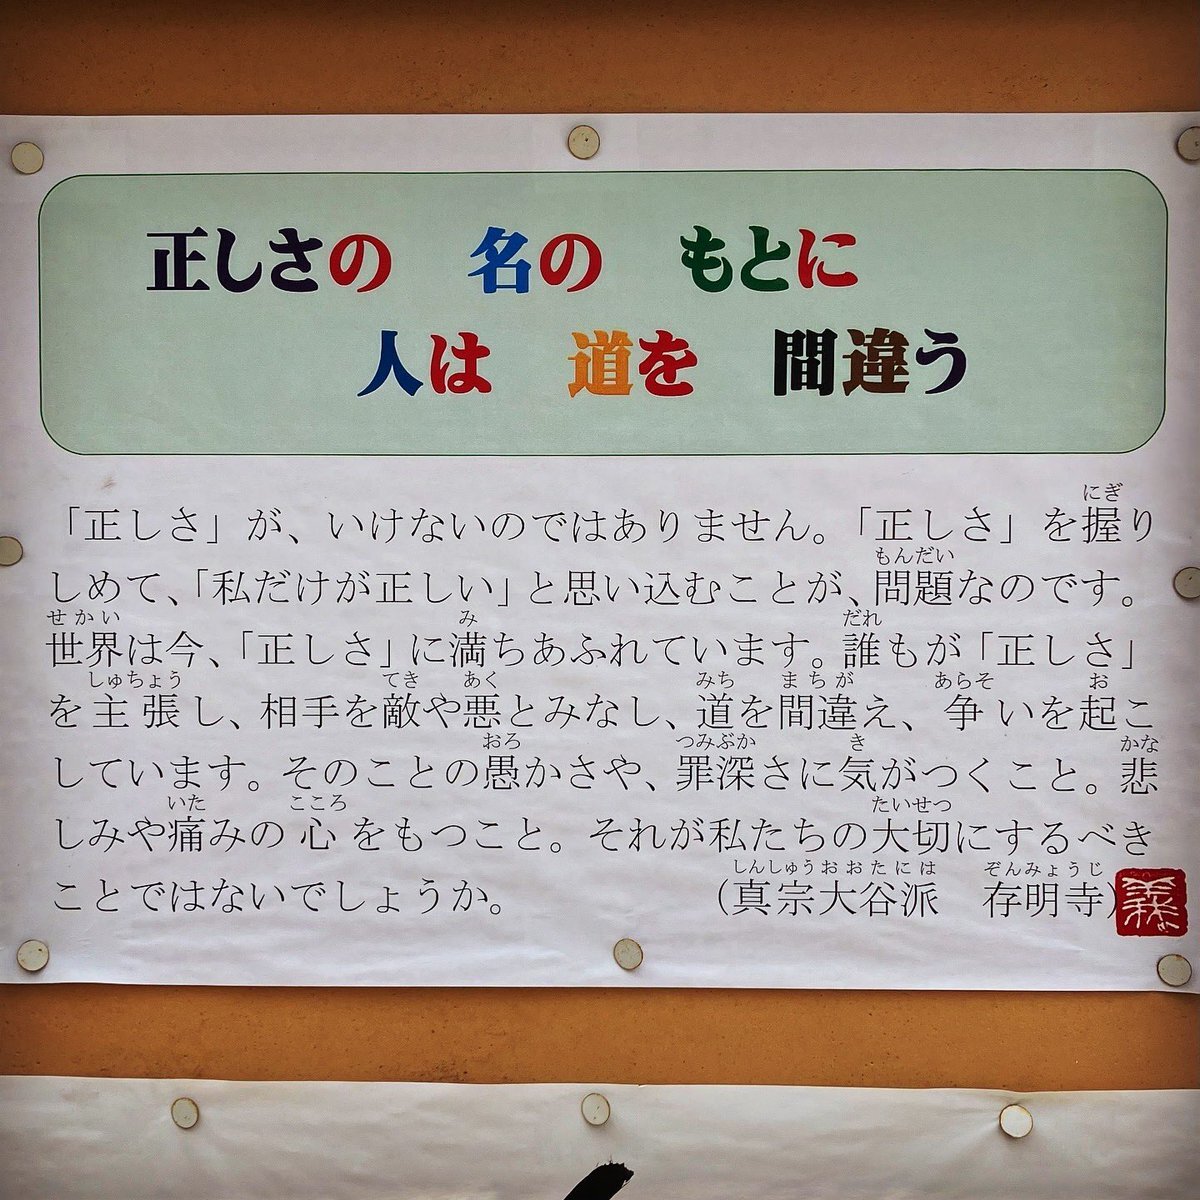 正しさの　名の　もとに
人は　道を　間違う
「正しさ」が、いけないのではありません。「正しさ」を握り
しめて、「私だけが正しい」と思い込むことが、問題なのです。
世界は今、「正しさ」に満ちあふれています。誰もが「正しさ」
を主張し、相手を敵や悪とみなし、道を間違え、争いを起こ
しています。そのことの愚かさや、罪深さに気がつくこと。悲
しみや痛みの心をもつこと。それが私たちの大切にするべき
ことではないでしょうか。　（真宗大谷派　存明寺）